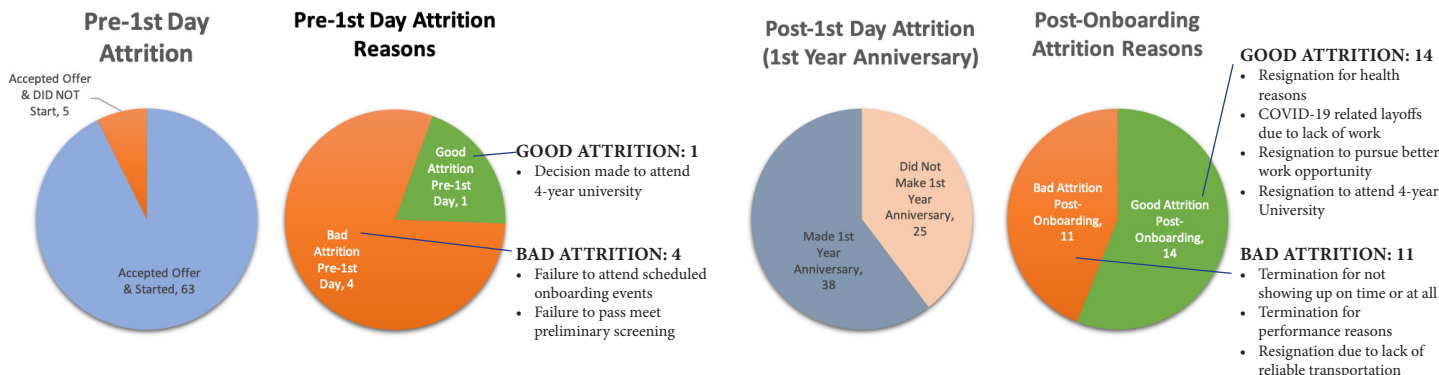 Pre-1st Day
Attrition
Accepted Offer
& DID NOT
Start, 5
Accepted Offer
& Started, 63
Pre-1st Day Attrition
Reasons
Good
Attrition
Pre-1st
Day, 1
Bad
Attrition
Pre-1st
Day, 4
GOOD ATTRITION: 1
• Decision made to attend
4-year university
BAD ATTRITION: 4
• Failure to attend scheduled
onboarding events
• Failure to pass meet
preliminary screening
Post-1st Day Attrition
(1st Year Anniversary)
Did Not
Make 1st
Year
Anniversary,
25
Made 1st
Year
Anniversary,
38
Post-Onboarding
Attrition Reasons
Bad Attrition
Post-
Onboarding,
11
Good Attrition
Post-
Onboarding,
14
GOOD ATTRITION: 14
• Resignation for health
reasons
• COVID-19 related layoffs
due to lack of work
• Resignation to pursue better
work opportunity
• Resignation to attend 4-year
University
BAD ATTRITION: 11
• Termination for not
showing up on time or at all
• Termination for
performance reasons
• Resignation due to lack of
reliable transportation